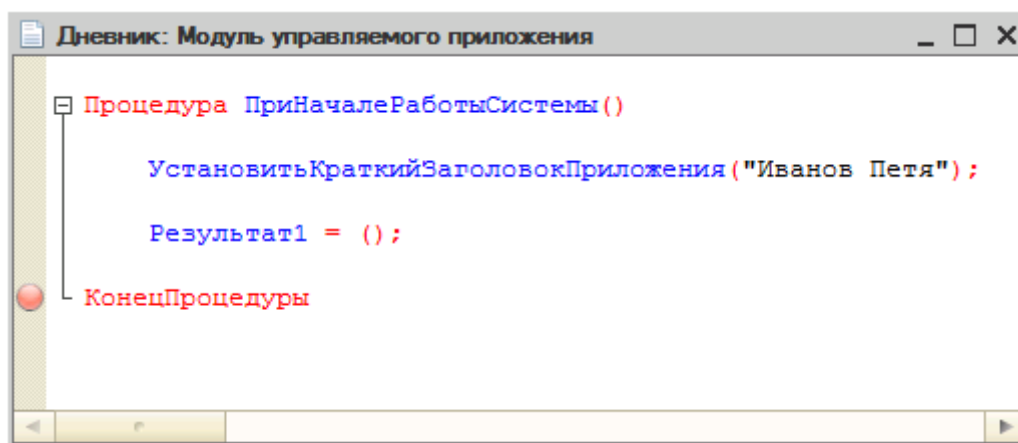 Дневник: Модуль управляемого приложения
Процедура ПриНачалеРаботыСистемы()
УстановитьКраткийЗаголовокПриложения("Иванов Петя");
Результат1 = ();
КонецПроцедуры